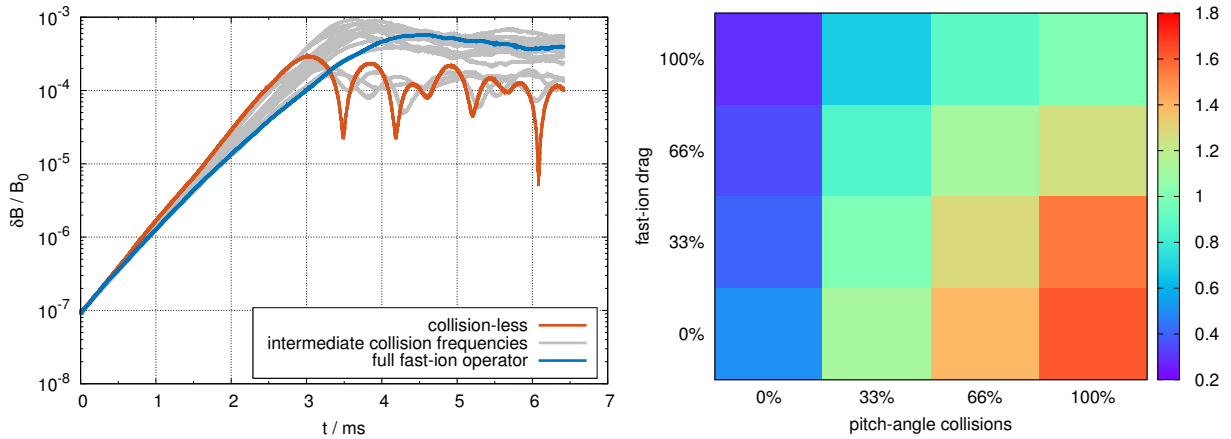 10^-3
10^-4
10^-5
10^-6
10^-7
10^-8
δB / B_0
0 1 2 3 4 5 6 7
t / ms
collision-less
intermediate collision frequencies
full fast-ion operator
100%
66%
33%
0%
fast-ion drag
0% 33% 66% 100%
pitch-angle collisions
1.8
1.6
1.4
1.2
1
0.8
0.6
0.4
0.2